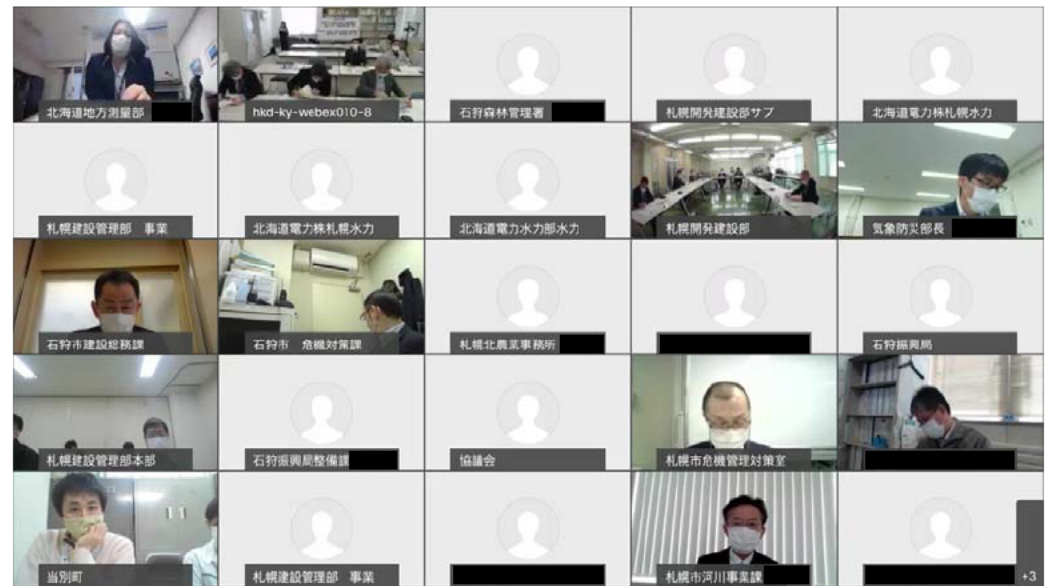 北海道地方測量部
hkd-ky-webex010-8
石狩森林管理署
札幌開発建設部サブ
北海道電力株札幌水力
札幌建設管理部 事業
北海道電力株札幌水力
北海道電力水力部水力
札幌開発建設部
気象防災部長
石狩市建設総務課
石狩市 危機対策課
札幌北農業事務所
石狩振興局
札幌建設管理部本部
石狩振興局整備課
協議会
札幌市危機管理対策室
当別町
札幌建設管理部 事業
札幌市河川事業課
+3